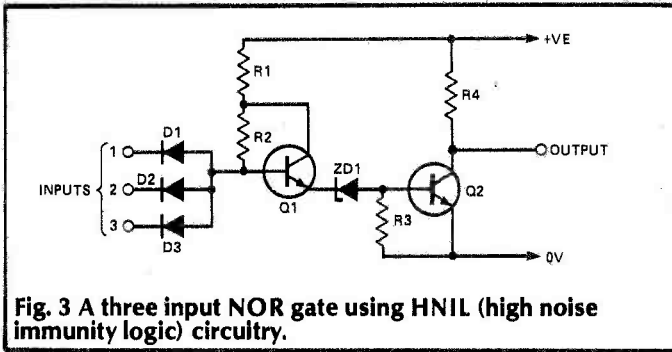 +VE
R1
R4
R2
D1
1
OUTPUT
ZD1
INPUTS
D2
2
Q2
Q1
3
R3
D3
0V
Fig. 3 A three input NOR gate using HNIL (high noise
immunity logic) circuitry.